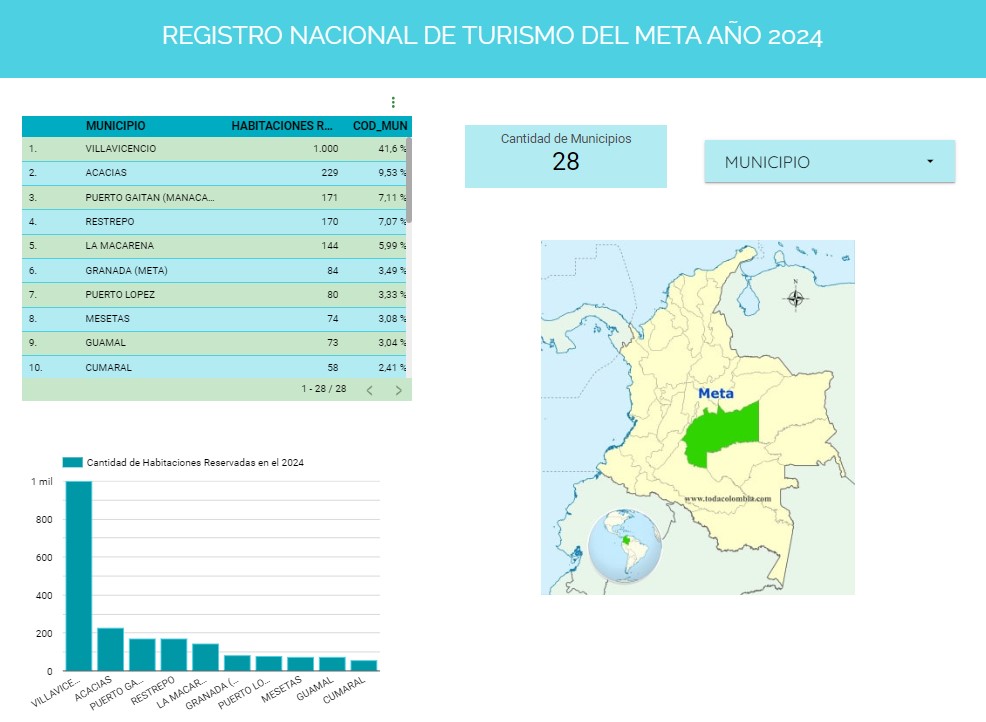 REGISTRO NACIONAL DE TURISMO DEL META AÑO 2024
MUNICIPIO HABITACIONES R... COD_MUN
1. VILLAVICENCIO 1.000 41,6 %
2. ACACIAS 229 9,53 %
3. PUERTO GAITAN (MANACA... 171 7,11 %
4. RESTREPO 170 7,07 %
5. LA MACARENA 144 5,99 %
6. GRANADA (META) 84 3,49 %
7. PUERTO LOPEZ 80 3,33 %
8. MESETAS 74 3,08 %
9. GUAMAL 73 3,04 %
10. CUMARAL 58 2,41 %
1 - 28 / 28
Cantidad de Municipios
28
MUNICIPIO
N
Meta
www.todacolombia.com
Cantidad de Habitaciones Reservadas en el 2024
1 mil
800
600
400
200
0
VILLAVICE...
ACACIAS
PUERTO GA...
RESTREPO
LA MACAR...
GRANADA (...
PUERTO LO...
MESETAS
GUAMAL
CUMARAL